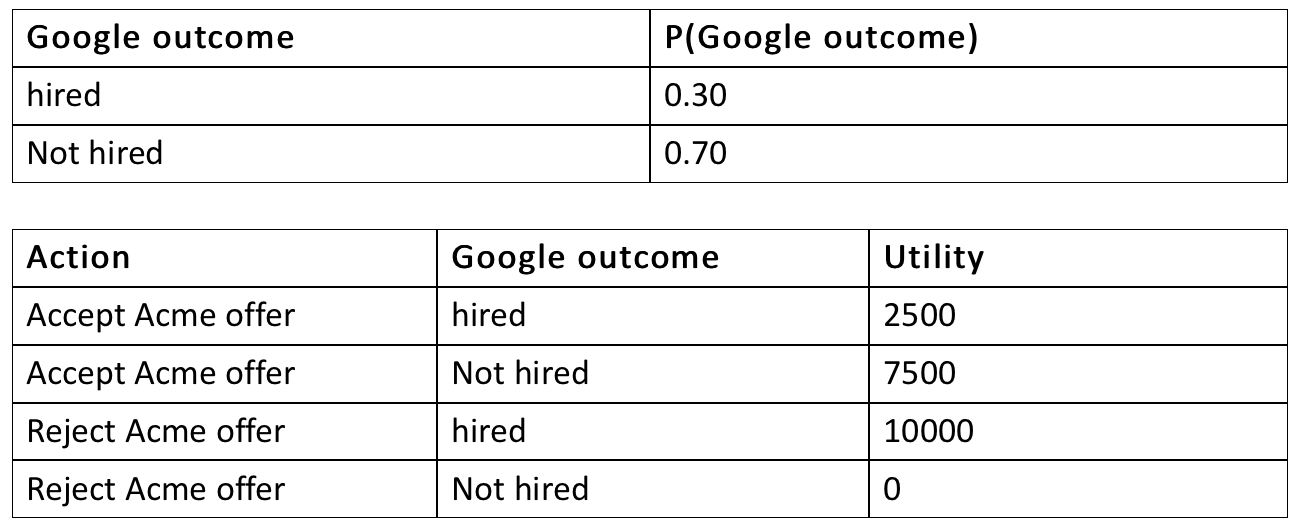 Google outcome P(Google outcome)
hired 0.30
Not hired 0.70
Action Google outcome Utility
Accept Acme offer hired 2500
Accept Acme offer Not hired 7500
Reject Acme offer hired 10000
Reject Acme offer Not hired 0